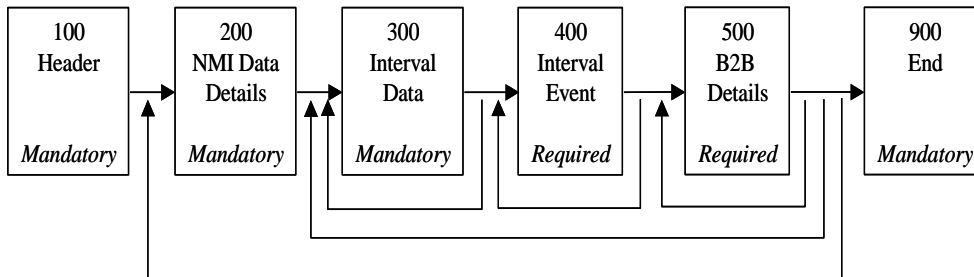 100
Header
Mandatory
200
NMI Data
Details
Mandatory
300
Interval
Data
Mandatory
400
Interval
Event
Required
500
B2B
Details
Required
900
End
Mandatory